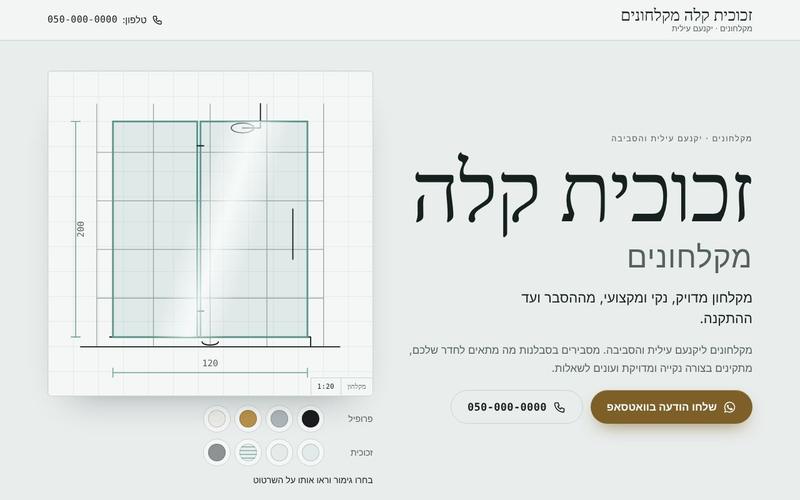 זכוכית קלה מקלחונים
מקלחונים · יקנעם עילית
טלפון: 050-000-0000
מקלחונים · יקנעם עילית והסביבה
זכוכית קלה
מקלחונים
מקלחון מדויק, נקי ומקצועי, מההסבר ועד
ההתקנה.
מקלחונים ליקנעם עילית והסביבה. מסבירים בסבלנות מה מתאים לחדר שלכם,
מתקינים בצורה נקייה ומדויקת ועונים לשאלות.
שלחו הודעה בוואטסאפ
050-000-0000
200
120
מקלחון
1:20
פרופיל
זכוכית
בחרו גימור וראו אותו על השרטוט